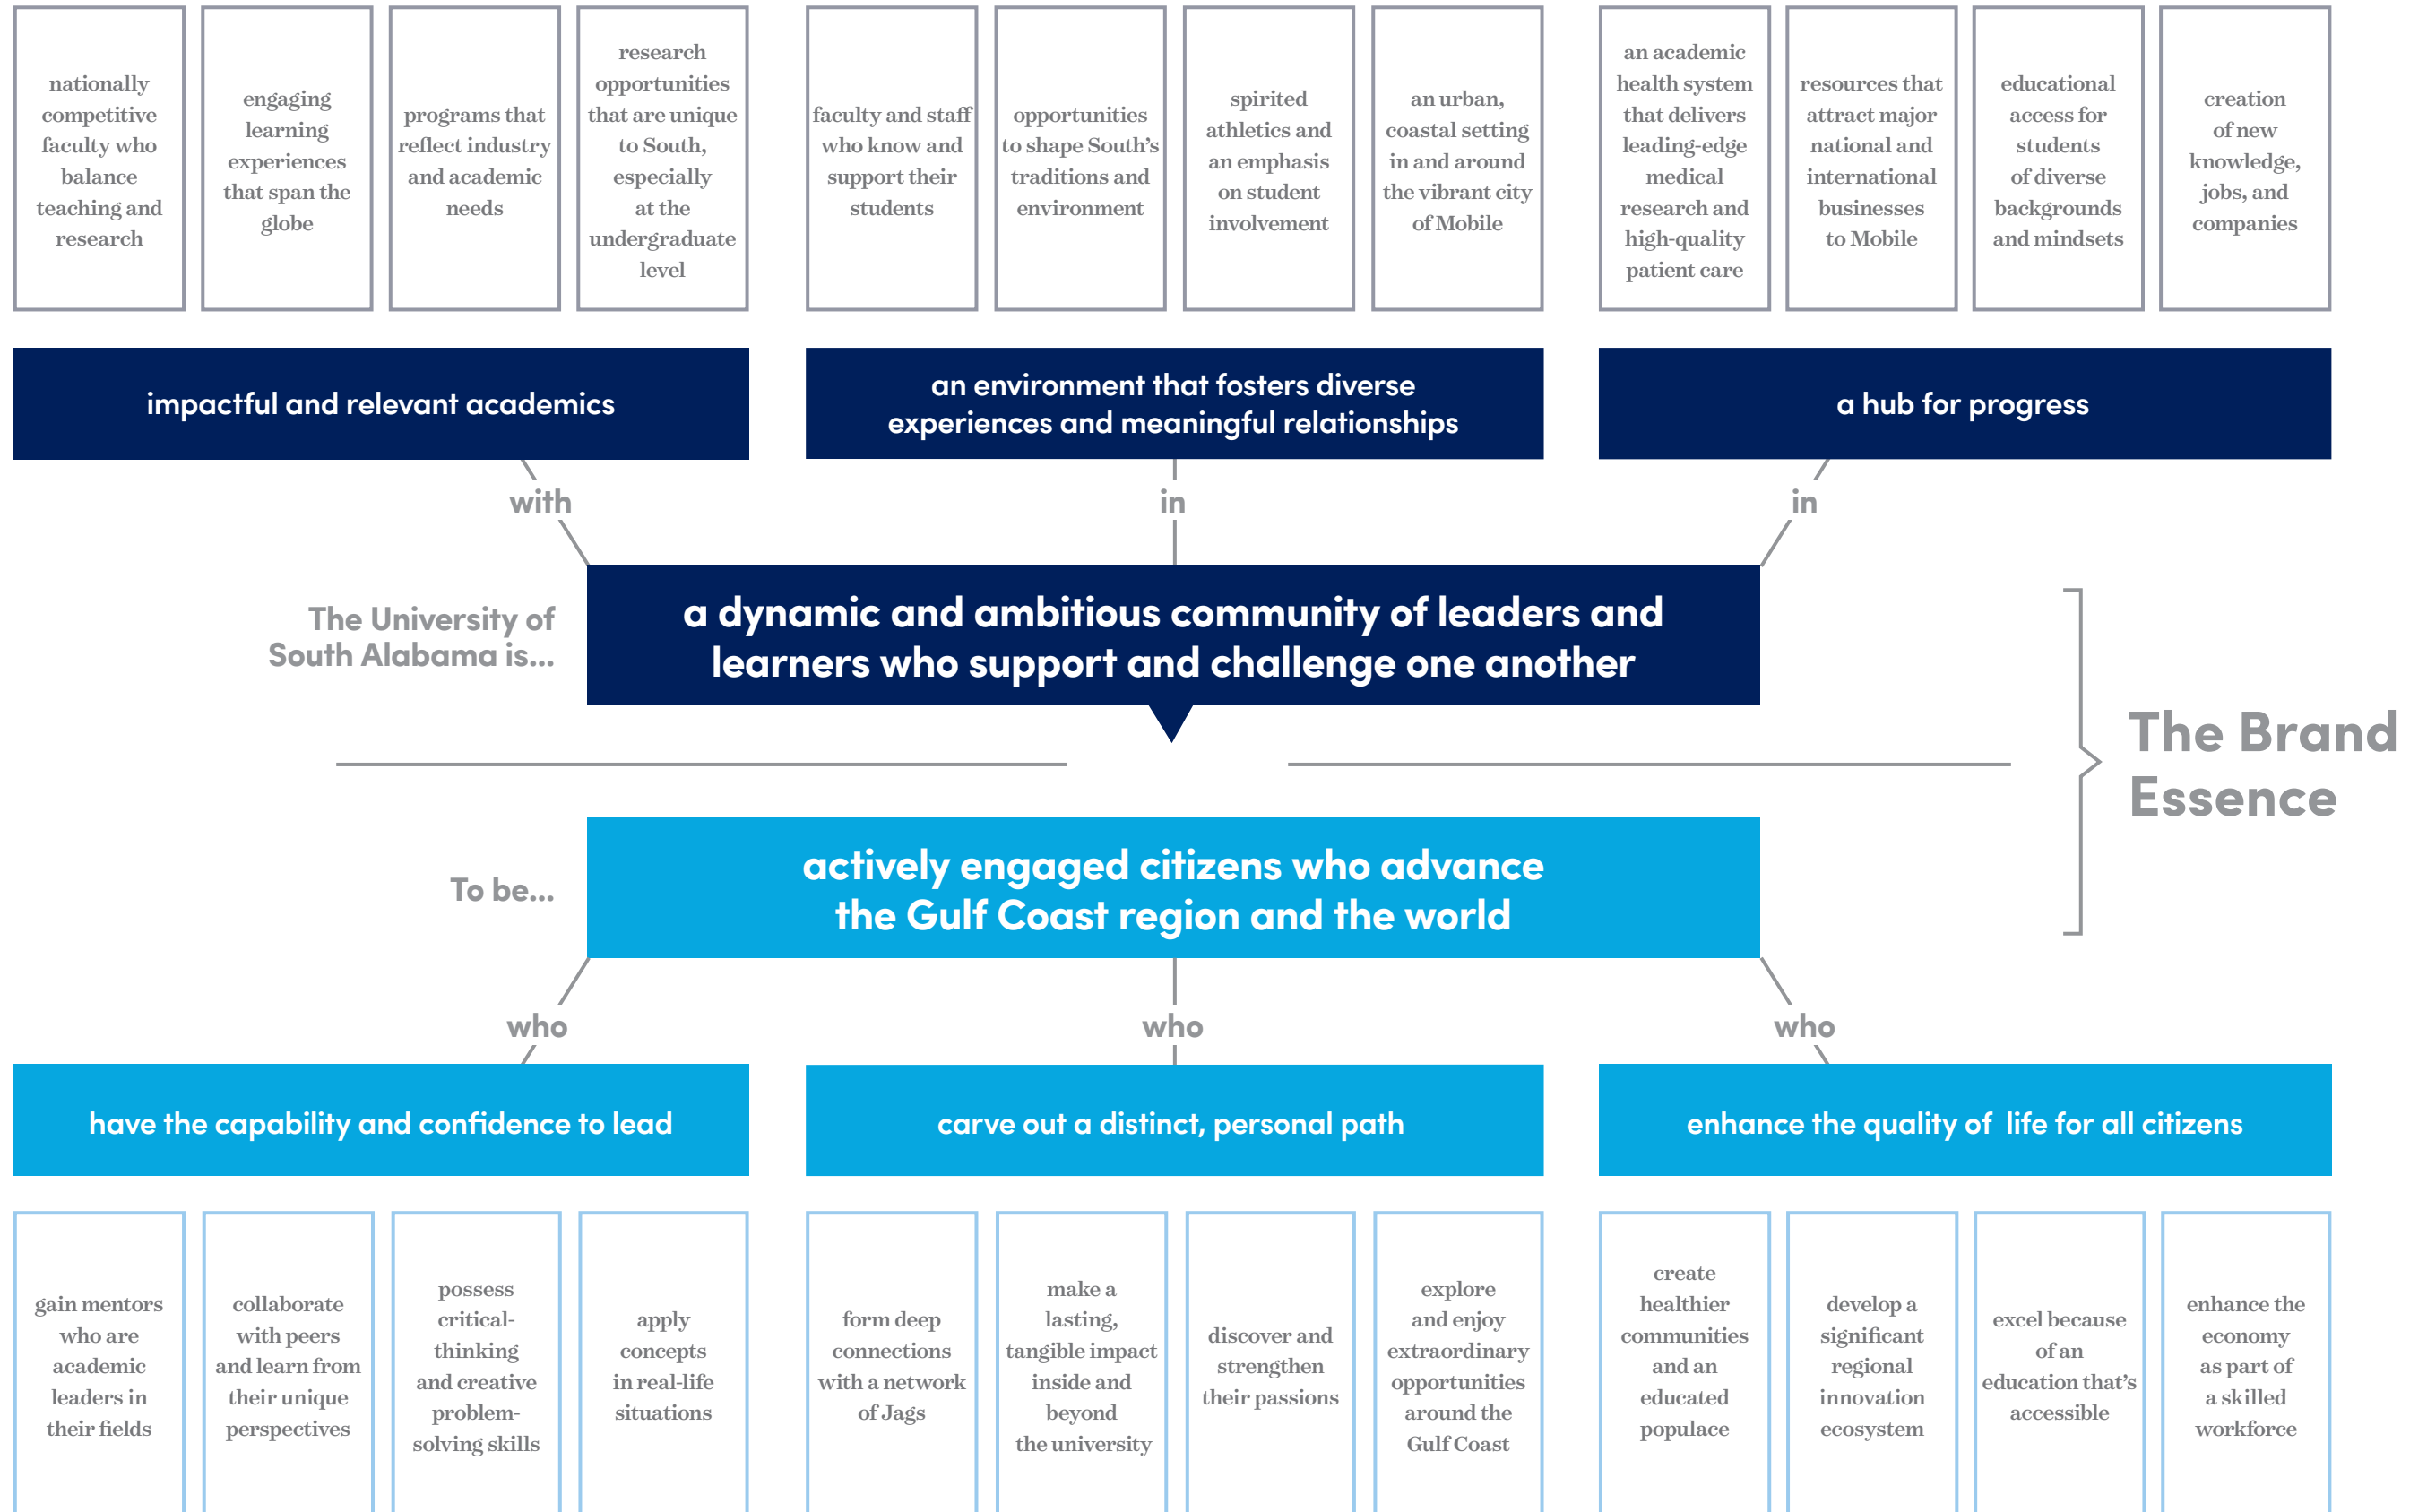 nationally
competitive
faculty who
balance
teaching and
research
engaging
learning
experiences
that span the
globe
programs that
reflect industry
and academic
needs
research
opportunities
that are unique
to South,
especially
at the
undergraduate
level
faculty and staff
who know and
support their
students
opportunities
to shape South's
traditions and
environment
spirited
athletics and
an emphasis
on student
involvement
an urban,
coastal setting
in and around
the vibrant city
of Mobile
an academic
health system
that delivers
leading-edge
medical
research and
high-quality
patient care
resources that
attract major
national and
international
businesses
to Mobile
educational
access for
students
of diverse
backgrounds
and mindsets
creation
of new
knowledge,
jobs, and
companies
impactful and relevant academics
an environment that fosters diverse
experiences and meaningful relationships
a hub for progress
with
in
in
The University of
South Alabama is...
a dynamic and ambitious community of leaders and
learners who support and challenge one another
The Brand
Essence
To be...
actively engaged citizens who advance
the Gulf Coast region and the world
who
who
who
have the capability and confidence to lead
carve out a distinct, personal path
enhance the quality of life for all citizens
gain mentors
who are
academic
leaders in
their fields
collaborate
with peers
and learn from
their unique
perspectives
possess
critical-
thinking
and creative
problem-
solving skills
apply
concepts
in real-life
situations
form deep
connections
with a network
of Jags
make a
lasting,
tangible impact
inside and
beyond
the university
discover and
strengthen
their passions
explore
and enjoy
extraordinary
opportunities
around the
Gulf Coast
create
healthier
communities
and an
educated
populace
develop a
significant
regional
innovation
ecosystem
excel because
of an
education that's
accessible
enhance the
economy
as part of
a skilled
workforce